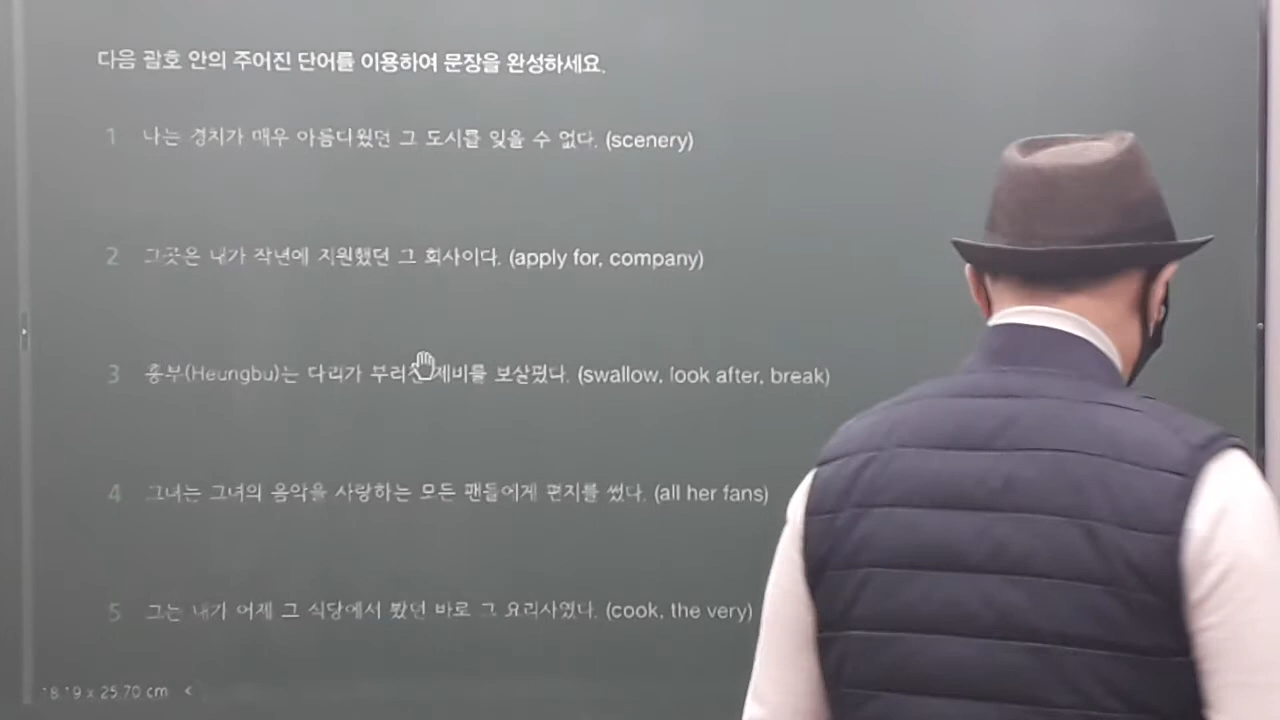 다음 괄호 안의 주어진 단어를 이용하여 문장을 완성하세요.
1 나는 경치가 매우 아름다웠던 그 도시를 잊을 수 없다. (scenery)
2 그곳은 내가 작년에 지원했던 그 회사이다. (apply for, company)
3 흥부(Heungbu)는 다리가 제비를 보살폈다. (swallow, look after, break)
4 그녀는 그녀의 음악을 사랑하는 모든 팬들에게 편지를 썼다. (all her fans)
5 그는 내가 어제 그 식당에서 봤던 바로 그 요리사였다. (cook, the very)
18.19 x 25.70 cm <